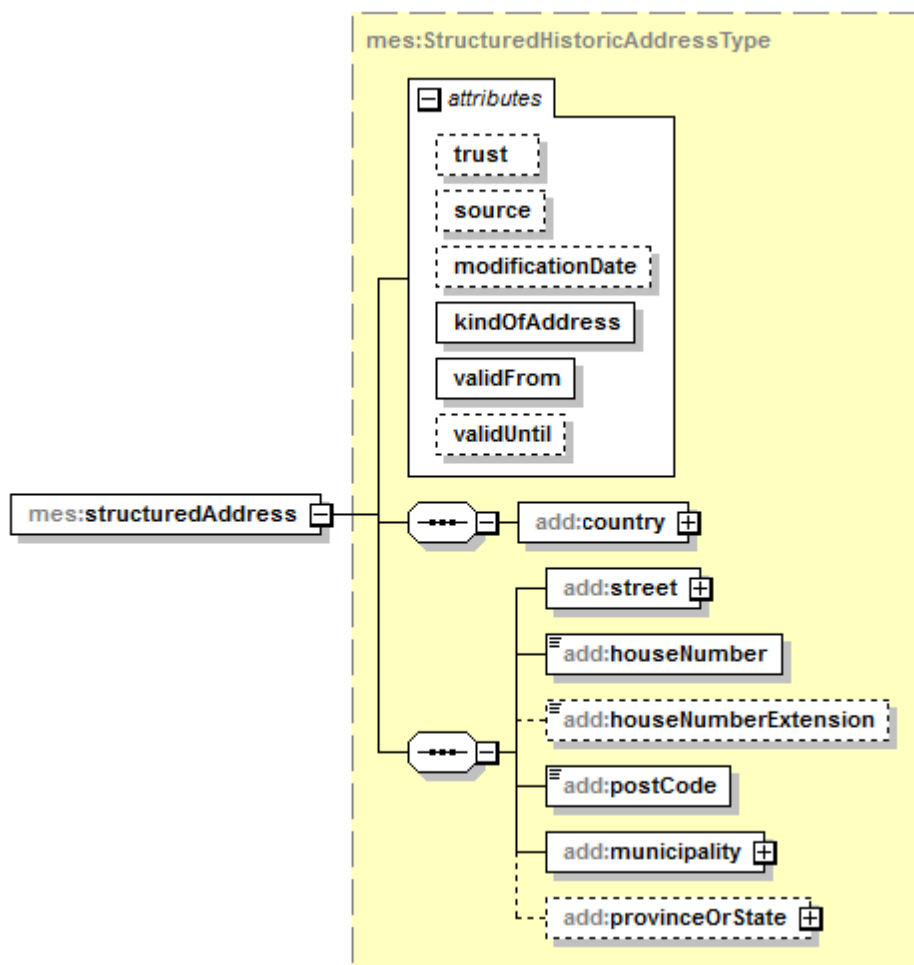 mes:StructuredHistoricAddressType
attributes
trust
source
modificationDate
kindOfAddress
validFrom
validUntil
mes:structuredAddress
add:country
add:street
add:houseNumber
add:houseNumberExtension
add:postCode
add:municipality
add:provinceOrState